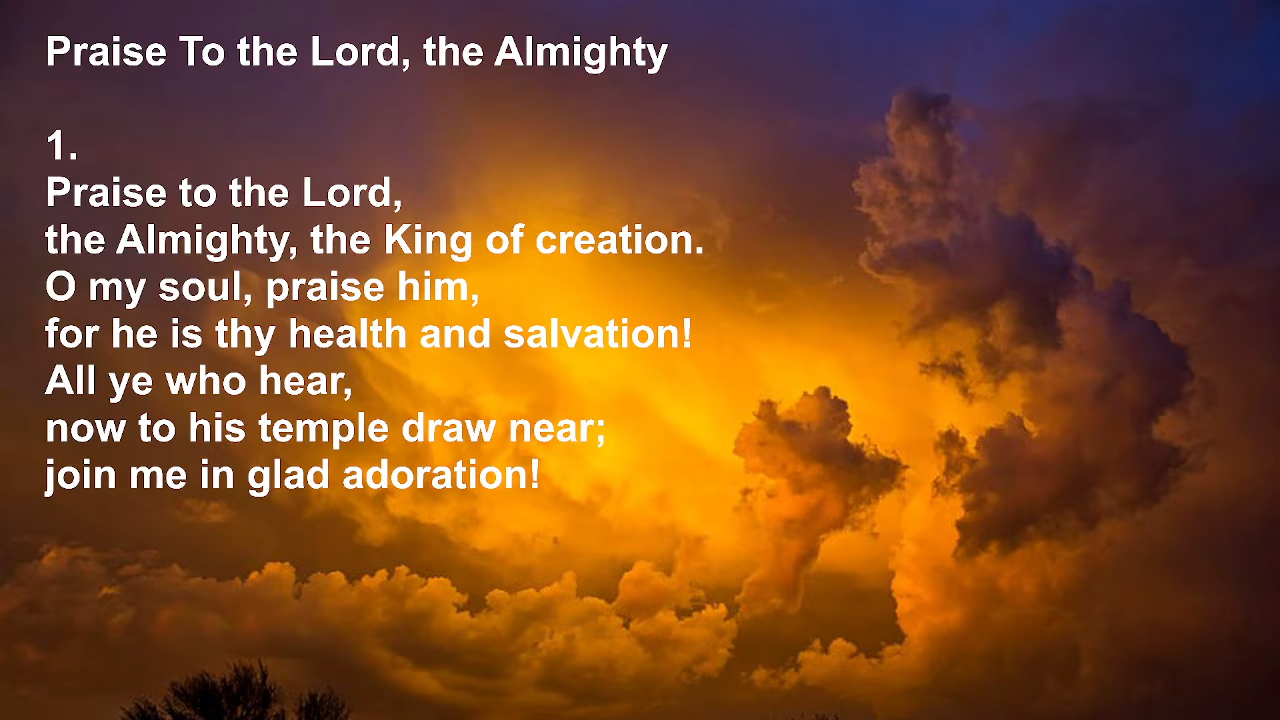 Praise To the Lord, the Almighty
1.
Praise to the Lord,
the Almighty, the King of creation.
O my soul, praise him,
for he is thy health and salvation!
All ye who hear,
now to his temple draw near;
join me in glad adoration!